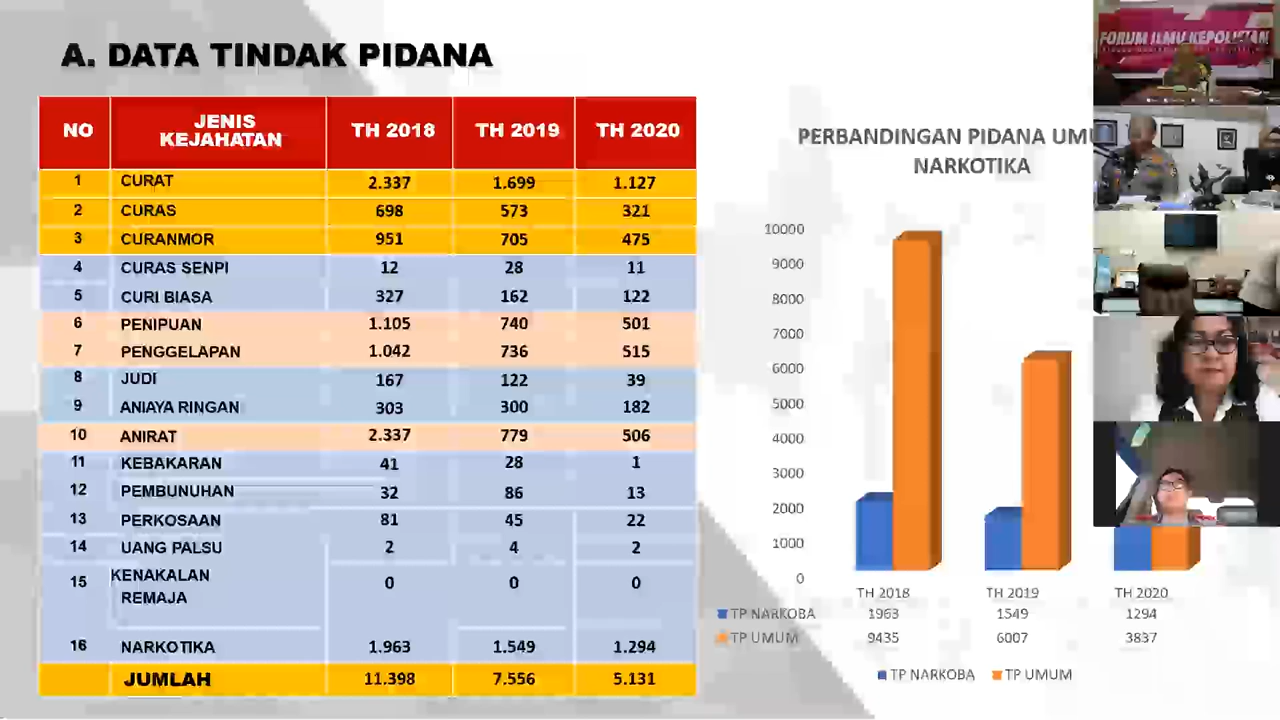 A. DATA TINDAK PIDANA
NO JENIS KEJAHATAN TH 2018 TH 2019 TH 2020
1 CURAT 2.337 1.699 1.127
2 CURAS 698 573 321
3 CURANMOR 951 705 475
4 CURAS SENPI 12 28 11
5 CURI BIASA 327 162 122
6 PENIPUAN 1.105 740 501
7 PENGGELAPAN 1.042 736 515
8 JUDI 167 122 39
9 ANIAYA RINGAN 303 300 182
10 ANIRAT 2.337 779 506
11 KEBAKARAN 41 28 1
12 PEMBUNUHAN 32 86 13
13 PERKOSAAN 81 45 22
14 UANG PALSU 2 4 2
15 KENAKALAN REMAJA 0 0 0
16 NARKOTIKA 1.963 1.549 1.294
JUMLAH 11.398 7.556 5.131
PERBANDINGAN PIDANA UMU
NARKOTIKA
10000
9000
8000
7000
6000
5000
4000
3000
2000
1000
0
TH 2018 TH 2019 TH 2020
TP NARKOBA 1963 1549 1294
TP UMUM 9435 6007 3837
TP NARKOBA TP UMUM
FORUM ILMU KEPOLISIAN